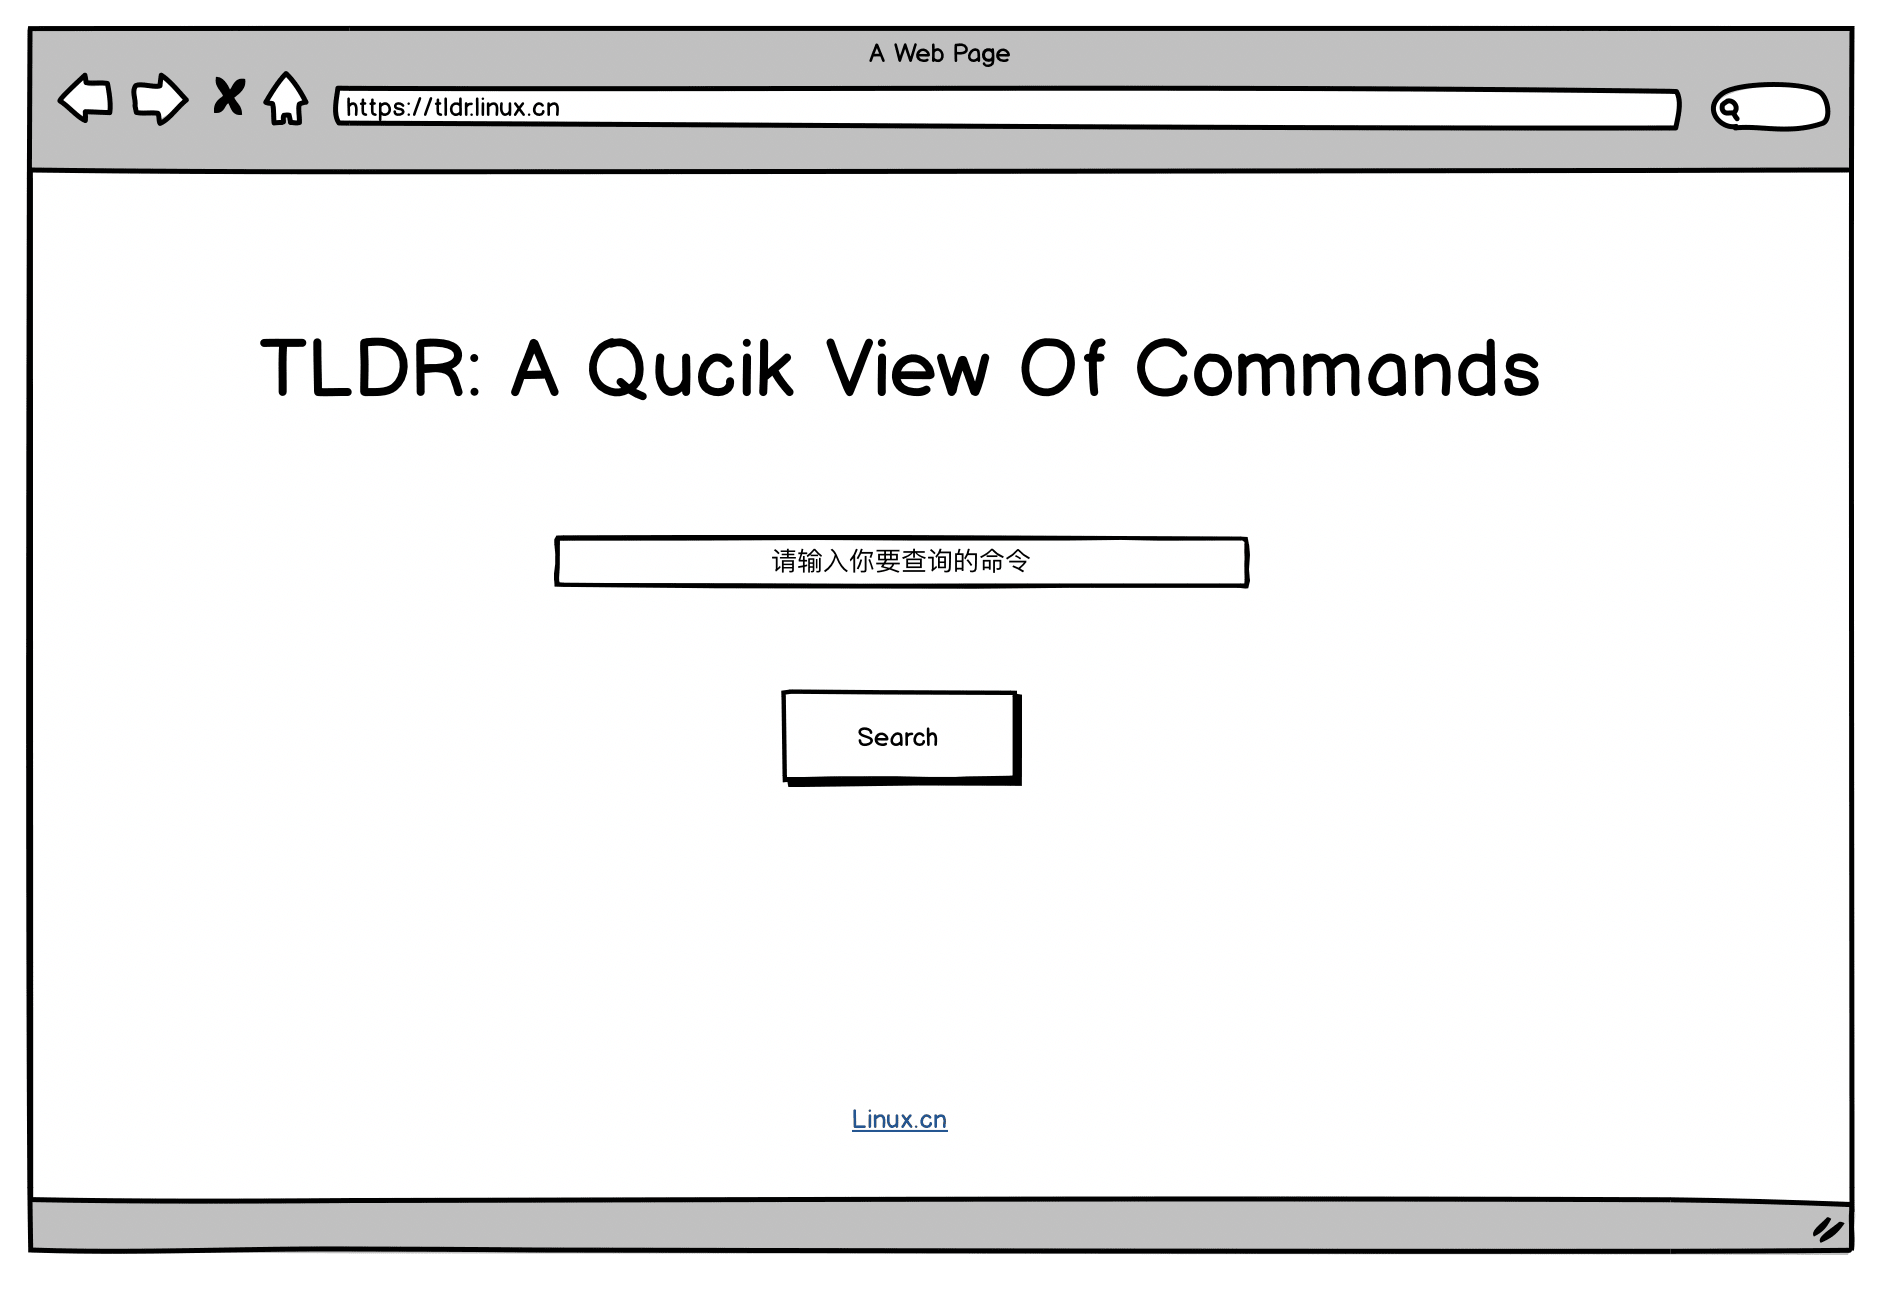 A Web Page
https://tldr.linux.cn
TLDR: A Qucik View Of Commands
请输入你要查询的命令
Search
Linux.cn